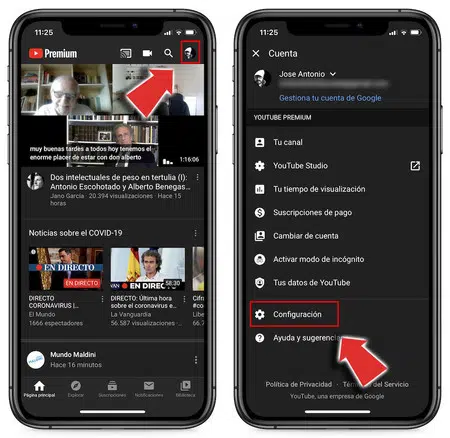 11:25
Premium
muy buenas tardes a todos hoy tenemos el
enorme placer de estar con don alberto
1:16:06
Dos intelectuales de peso en tertulia (I):
Antonio Escohotado y Alberto Benegas...
Jano García · 20.394 visualizaciones · Hace 15
horas
Noticias sobre el COVID-19
EN DIRECTO
EN DIRECTO
58:30
DIRECTO
CORONAVIRUS |...
El Mundo
1666 espectadores
DIRECTO: Última hora
sobre el coronavirus e...
La Vanguardia
56.587 visualizaciones ·
Cifra
#co
Euro
Mundo Maldini
Hace 16 minutos
Página principal
Explorar
Suscripciones
Notificaciones
Biblioteca
11:25
Cuenta
Jose Antonio
Gestiona tu cuenta de Google
YOUTUBE PREMIUM
Tu canal
YouTube Studio
Tu tiempo de visualización
Suscripciones de pago
Cambiar de cuenta
Activar modo de incógnito
Tus datos de YouTube
Configuración
Ayuda y sugerencias
Política de Privacidad · Términos del Servicio
YouTube, una empresa de Google